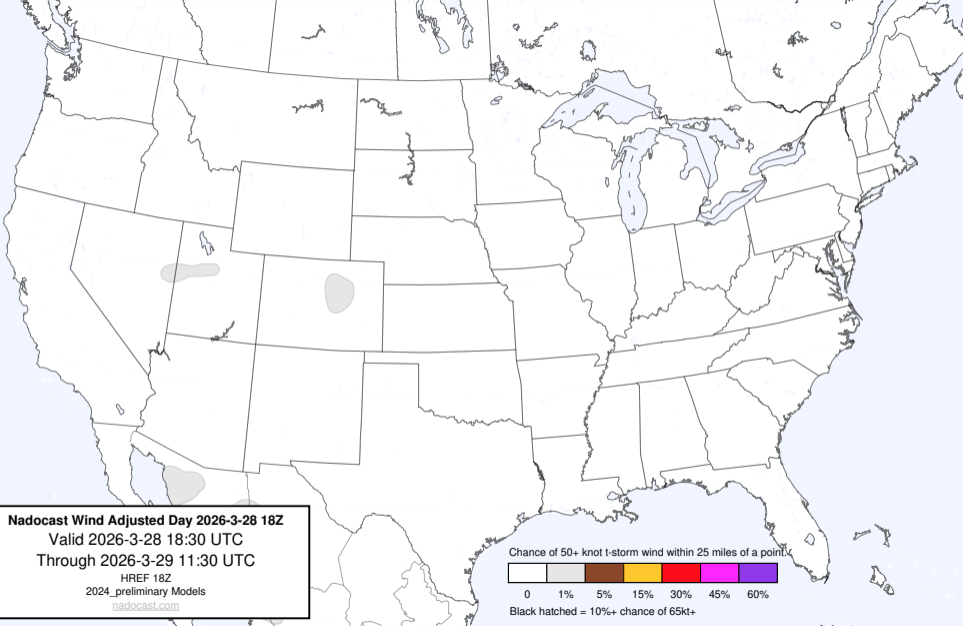 Nadocast Wind Adjusted Day 2026-3-28 18Z
Valid 2026-3-28 18:30 UTC
Through 2026-3-29 11:30 UTC
HREF 18Z
2024_preliminary Models
nadocast.com
Chance of 50+ knot t-storm wind within 25 miles of a point.
0 1% 5% 15% 30% 45% 60%
Black hatched = 10%+ chance of 65kt+